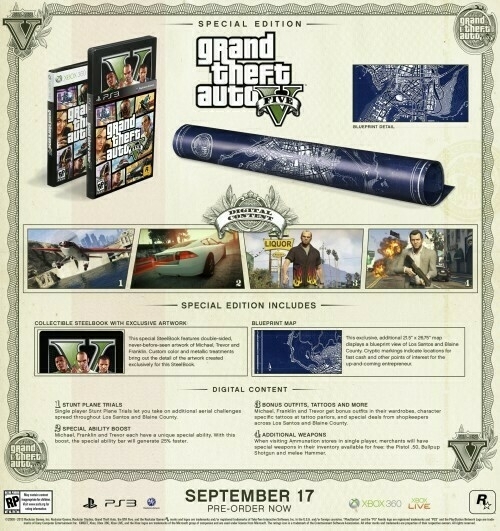 SPECIAL EDITION
grand
theft
auto
V
FIVE
BLUEPRINT DETAIL
XBOX 360
PS3
grand
theft
auto
DIGITAL
CONTENT
LIQUOR
1
2
3
4
SPECIAL EDITION INCLUDES
COLLECTIBLE STEELBOOK WITH EXCLUSIVE ARTWORK
This special SteelBook features double-sided,
never-before-seen artwork of Michael, Trevor and
Franklin. Custom color and metallic treatments
bring out the detail of the artwork created
exclusively for this SteelBook.
BLUEPRINT MAP
This exclusive, additional 21.5" x 26.75" map
displays a blueprint view of Los Santos and Blaine
County. Cryptic markings indicate locations for
fast cash and other points of interest for the
up-and-coming entrepreneur.
DIGITAL CONTENT
1 STUNT PLANE TRIALS
Single player Stunt Plane Trials let you take on additional aerial challenges
spread throughout Los Santos and Blaine County.
2 SPECIAL ABILITY BOOST
Michael, Franklin and Trevor each have a unique special ability. With this
boost, the special ability bar will generate 25% faster.
3 BONUS OUTFITS, TATTOOS AND MORE
Michael, Franklin and Trevor get bonus outfits in their wardrobes, character
specific tattoos at tattoo parlors, and special deals from shopkeepers
across Los Santos and Blaine County.
4 ADDITIONAL WEAPONS
When visiting Ammunation stores in single player, merchants will have
special weapons in their inventory available for free: the Pistol .50, Bullpup
Shotgun and melee Hammer.
RP
PS3
SEPTEMBER 17
PRE-ORDER NOW
XBOX 360
XBOX
LIVE
R